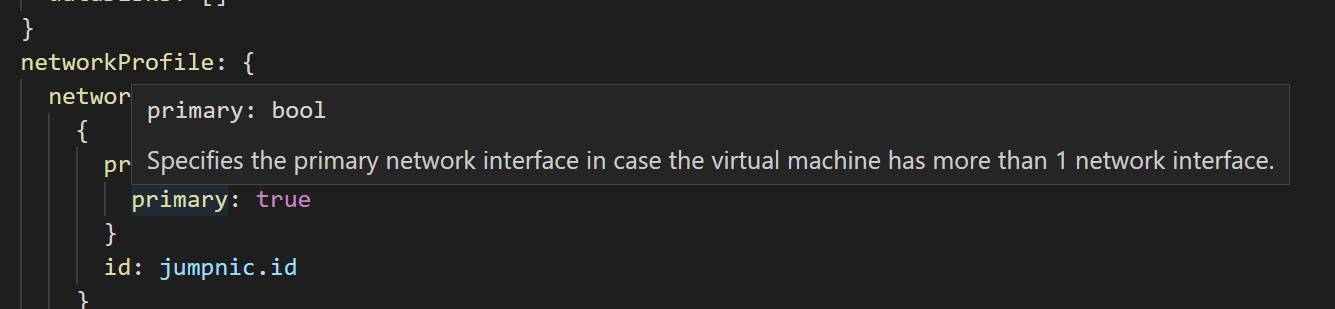 }
networkProfile: {
networ
primary: bool
{
Specifies the primary network interface in case the virtual machine has more than 1 network interface.
pr
primary: true
}
id: jumpnic.id
}